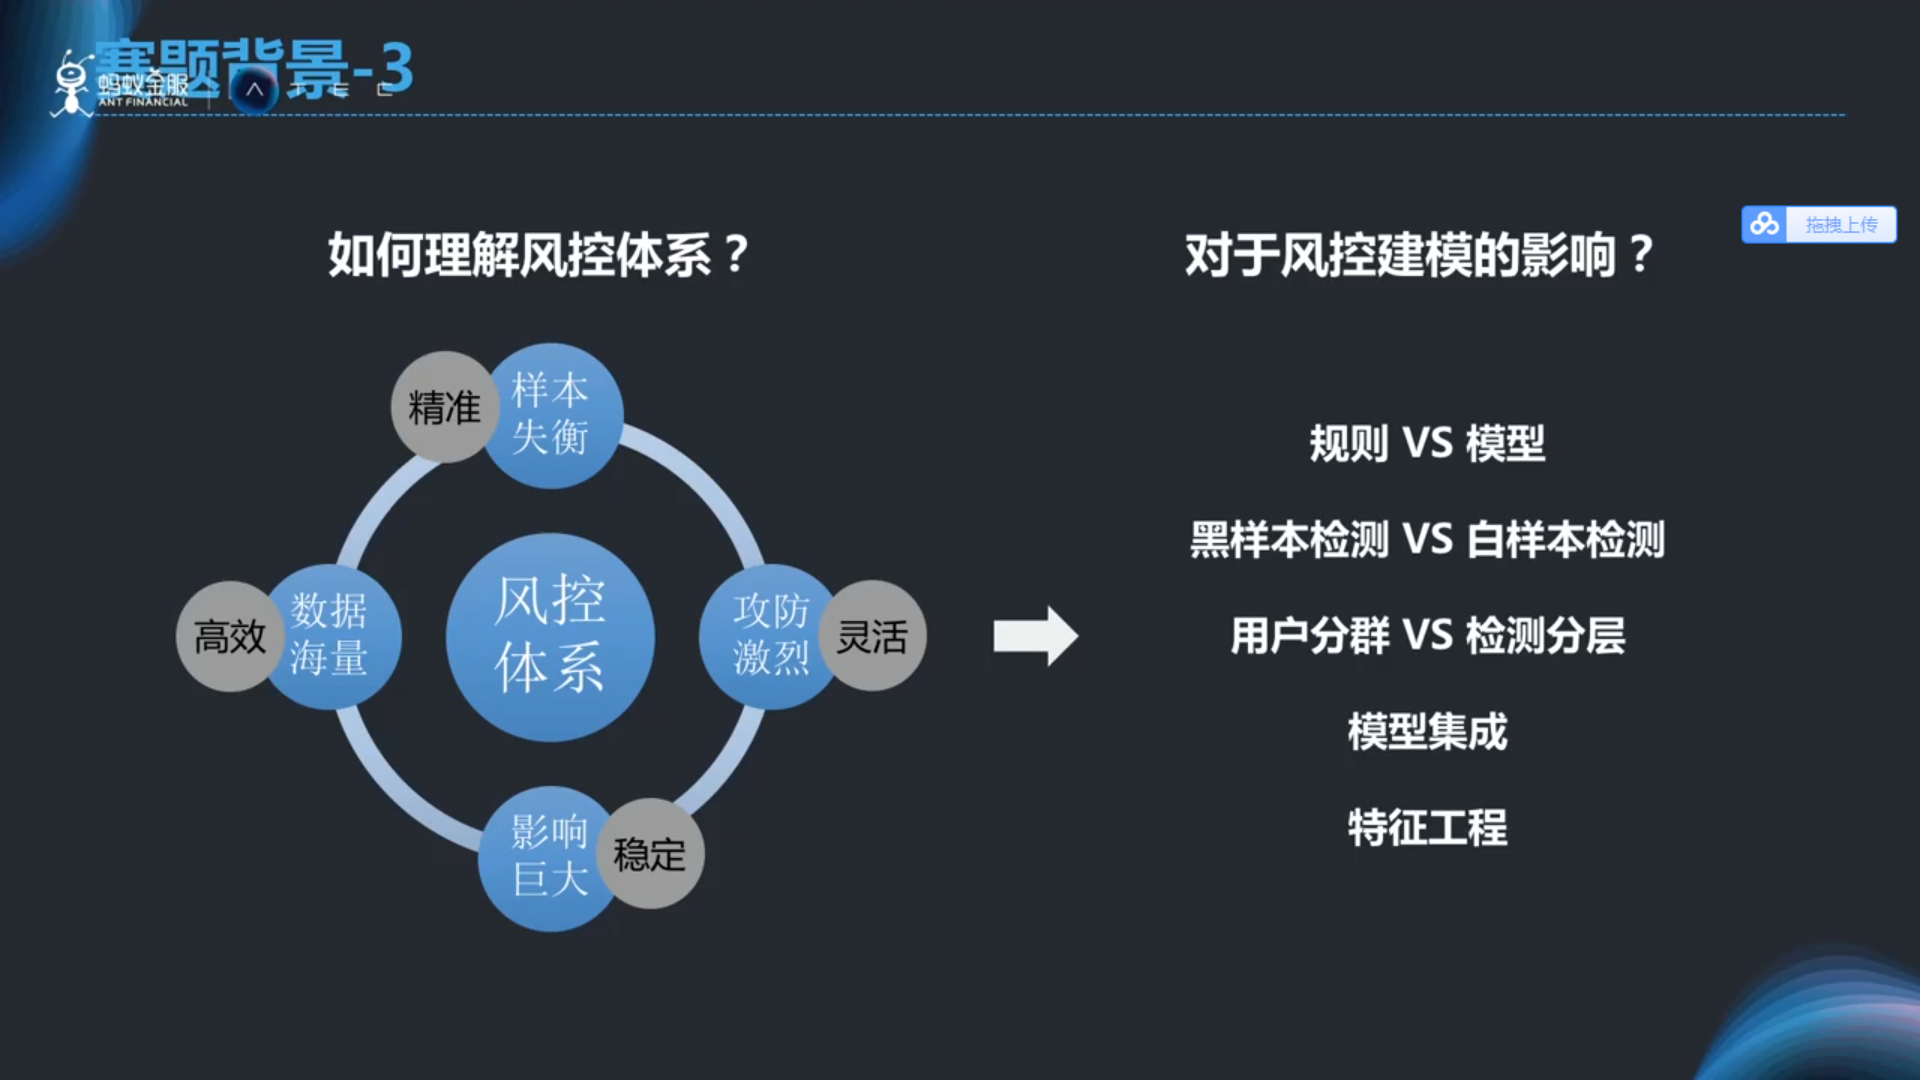 赛题背景-3
蚂蚁金服
ANT FINANCIAL
A T E C
拖拽上传
如何理解风控体系？
对于风控建模的影响？
精准
样本
失衡
高效
数据
海量
风控
体系
攻防
激烈
灵活
影响
巨大
稳定
规则 VS 模型
黑样本检测 VS 白样本检测
用户分群 VS 检测分层
模型集成
特征工程